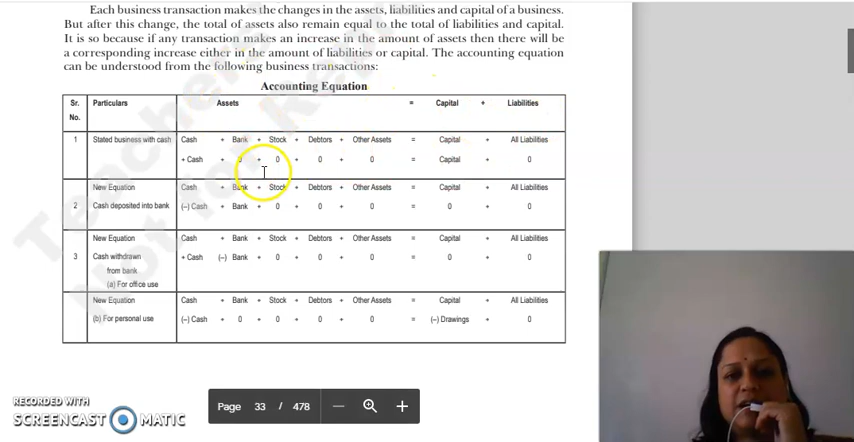 Each business transaction makes the changes in the assets, liabilities and capital of a business.
But after this change, the total of assets also remain equal to the total of liabilities and capital.
It is so because if any transaction makes an increase in the amount of assets then there will be
a corresponding increase either in the amount of liabilities or capital. The accounting equation
can be understood from the following business transactions:
Accounting Equation
Sr. No. Particulars Assets = Capital + Liabilities
1 Stated business with cash Cash + Bank + Stock + Debtors + Other Assets = Capital + All Liabilities
+ Cash + 0 + 0 + 0 + 0 = Capital + 0
New Equation Cash + Bank + Stock + Debtors + Other Assets = Capital + All Liabilities
2 Cash deposited into bank (–) Cash + Bank + 0 + 0 + 0 = 0 + 0
New Equation Cash + Bank + Stock + Debtors + Other Assets = Capital + All Liabilities
3 Cash withdrawn + Cash (–) Bank + 0 + 0 + 0 = 0 + 0
from bank
(a) For office use
New Equation Cash + Bank + Stock + Debtors + Other Assets = Capital + All Liabilities
(b) For personal use (–) Cash + 0 + 0 + 0 + 0 = (–) Drawings + 0
Page 33 / 478
RECORDED WITH
SCREENCAST MATIC